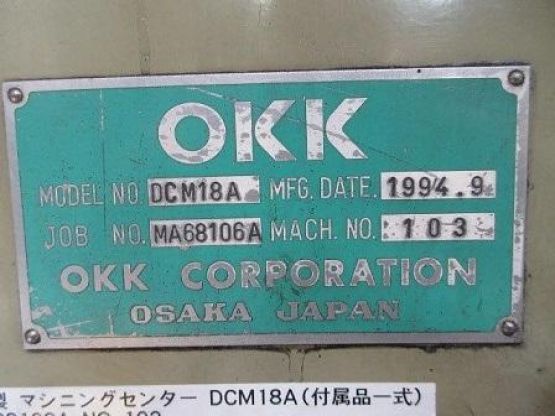 OKK
MODEL NO. DCM18A MFG. DATE. 1994.9
JOB NO. MA68106A MACH. NO. 103
OKK CORPORATION
OSAKA JAPAN
製 マシニングセンター DCM18A(付属品一式)